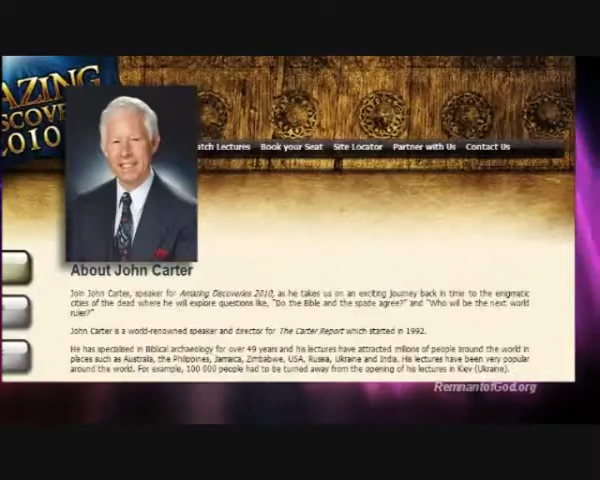 AZING
SCOVE
2010
atch Lectures Book your Seat Site Locator Partner with Us Contact Us
About John Carter
Join John Carter, speaker for Amazing Discoveries 2010, as he takes us on an exciting journey back in time to the enigmatic
cities of the dead where he will explore questions like, "Do the Bible and the spade agree?" and "Who will be the next world
ruler?"
John Carter is a world-renowned speaker and director for The Carter Report which started in 1992.
He has specialised in Biblical archaeology for over 49 years and his lectures have attracted millions of people around the world in
places such as Australia, the Philipines, Jamaica, Zimbabwe, USA, Russia, Ukraine and India. His lectures have been very popular
around the world. For example, 100 000 people had to be turned away from the opening of his lectures in Kiev (Ukraine).
RemnantofGod.org